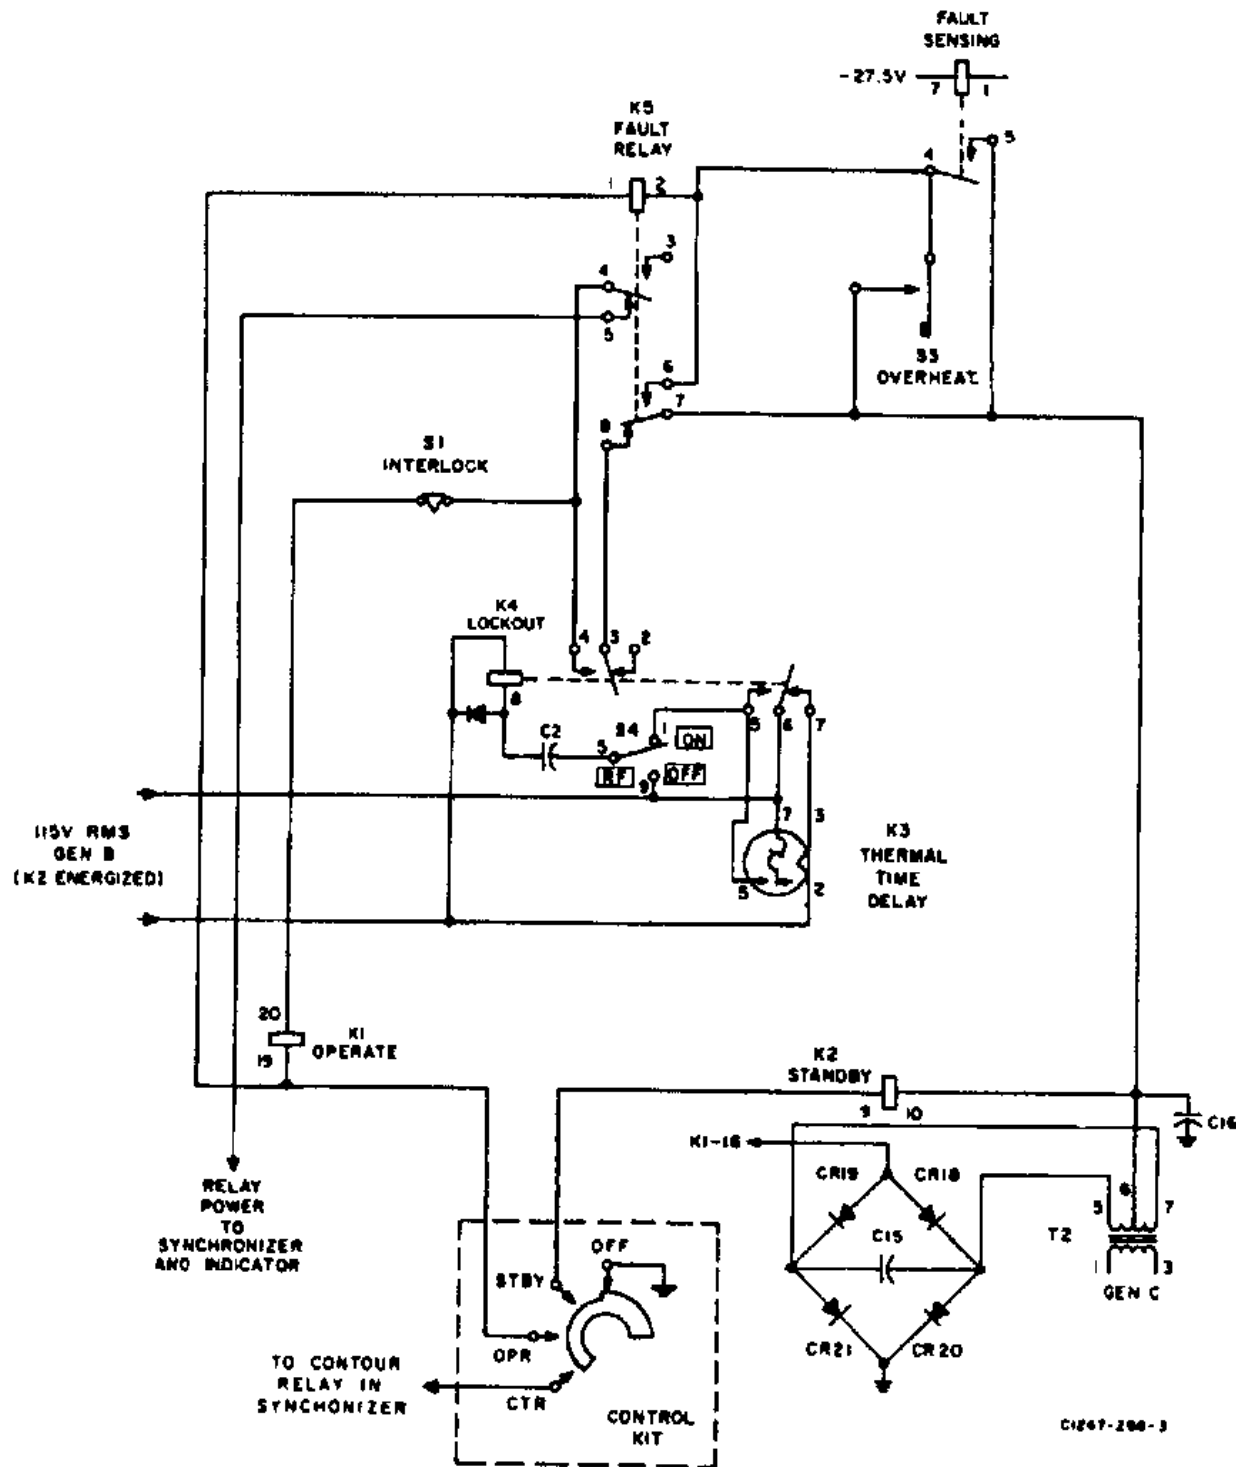 FAULT
SENSING
-27.5V
7
1
K5
FAULT
RELAY
1
2
4
5
3
4
5
S3
OVERHEAT.
6
7
8
S1
INTERLOCK
K4
LOCKOUT
4
3
2
8
C2
S4
1
ON
5
RF
OFF
9
5
6
7
7
3
K3
THERMAL
TIME
DELAY
5
2
115V RMS
GEN B
(K2 ENERGIZED)
20
K1
19
OPERATE
K2
STANDBY
9
10
C16
K1-16
CR19
CR18
5
6
7
C15
T2
1
3
GEN C
CR21
CR20
RELAY
POWER
TO
SYNCHRONIZER
AND INDICATOR
OFF
STBY
OPR
CTR
TO CONTOUR
RELAY IN
SYNCHONIZER
CONTROL
KIT
C1247-266-3